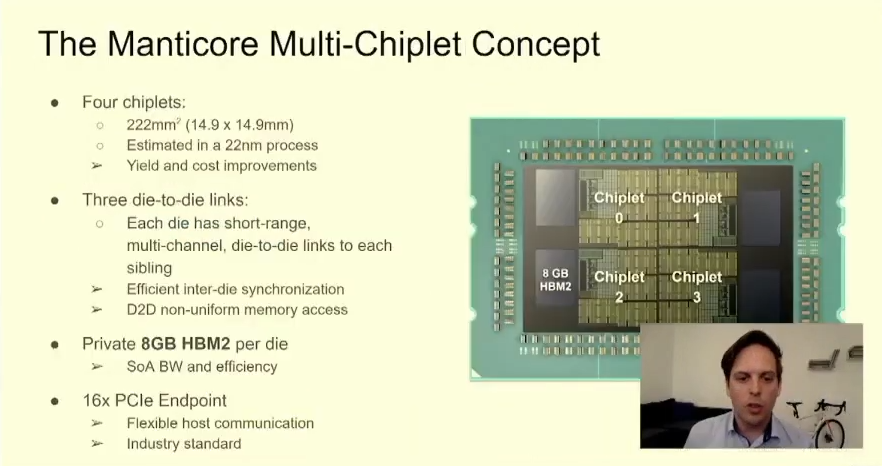 The Manticore Multi-Chiplet Concept
Four chiplets:
222mm² (14.9 x 14.9mm)
Estimated in a 22nm process
Yield and cost improvements
Three die-to-die links:
Each die has short-range,
multi-channel, die-to-die links to each
sibling
Efficient inter-die synchronization
D2D non-uniform memory access
Private 8GB HBM2 per die
SoA BW and efficiency
16x PCIe Endpoint
Flexible host communication
Industry standard
Chiplet
0
Chiplet
1
8 GB
HBM2
Chiplet
2
Chiplet
3